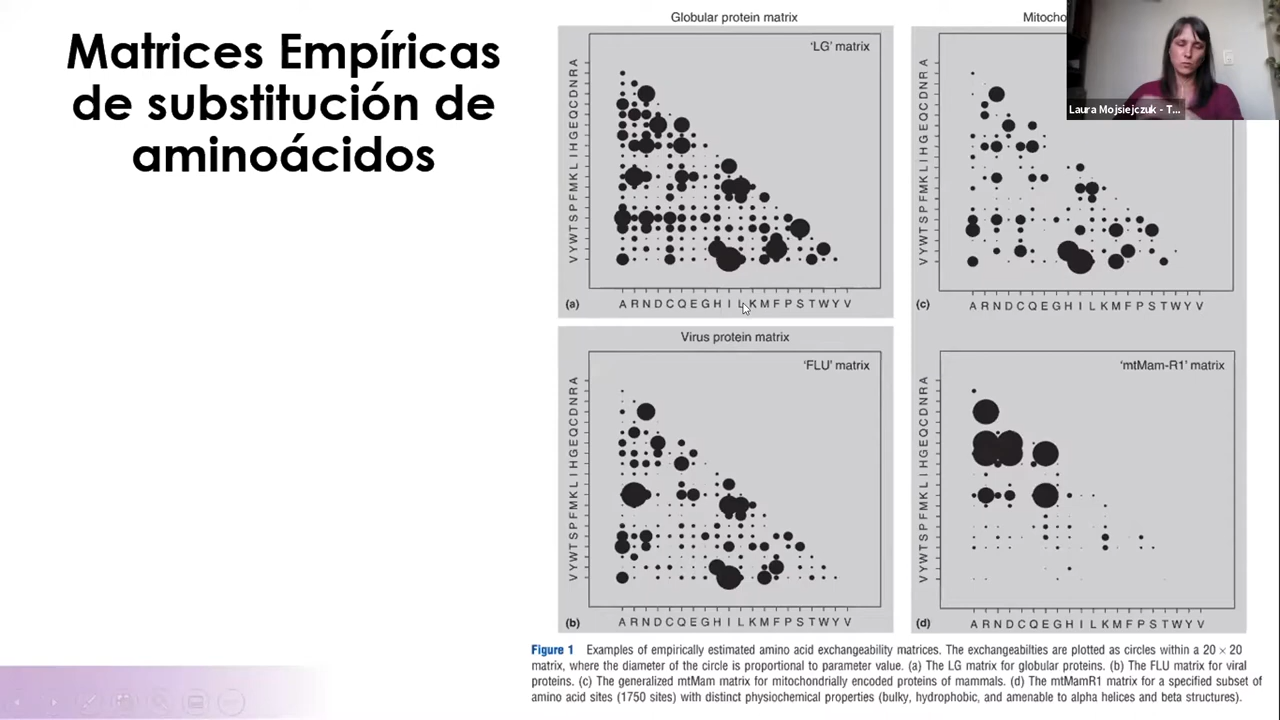 Matrices Empíricas
de substitución de
aminoácidos
Globular protein matrix
'LG' matrix
VYWTSPFMKLIHGEQCDNRA
(a)
ARNDCQEGHILKMFPSTWYV
Mitocho
Laura Mojsiejczuk - T...
VYWTSPFMKLIHGEQCDNRA
(c)
ARNDCQEGHILKMFPSTWYV
Virus protein matrix
'FLU' matrix
VYWTSPFMKLIHGEQCDNRA
(b)
ARNDCQEGHILKMFPSTWYV
'mtMam-R1' matrix
VYWTSPFMKLIHGEQCDNRA
(d)
ARNDCQEGHILKMFPSTWYV
Figure 1 Examples of empirically estimated amino acid exchangeability matrices. The exchangeabilties are plotted as circles within a 20 × 20
matrix, where the diameter of the circle is proportional to parameter value. (a) The LG matrix for globular proteins. (b) The FLU matrix for viral
proteins. (c) The generalized mtMam matrix for mitochondrially encoded proteins of mammals. (d) The mtMamR1 matrix for a specified subset of
amino acid sites (1750 sites) with distinct physiochemical properties (bulky, hydrophobic, and amenable to alpha helices and beta structures).